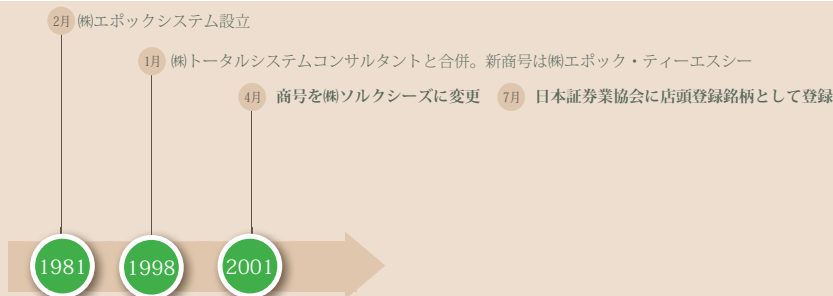 2月 ㈱エポックシステム設立
1月 ㈱トータルシステムコンサルタントと合併。新商号は㈱エポック・ティーエスシー
4月 商号を㈱ソルクシーズに変更 7月 日本証券業協会に店頭登録銘柄として登録
1981 1998 2001